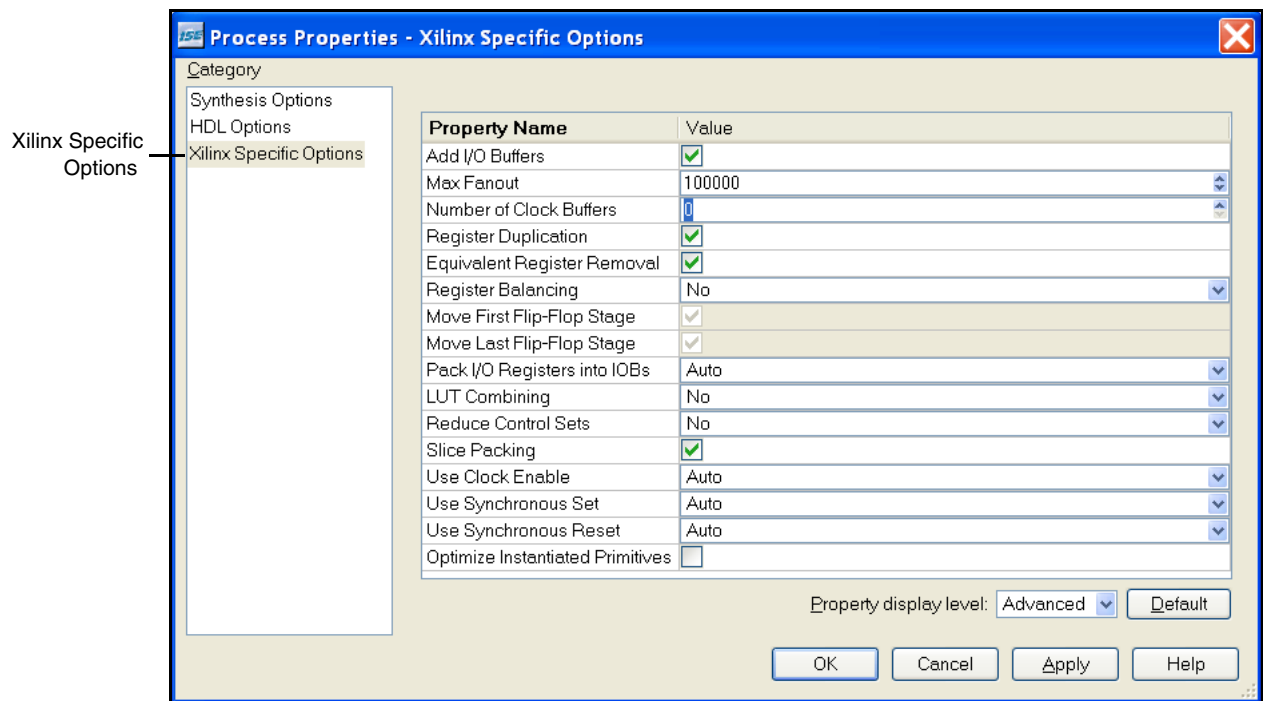 ISE Process Properties - Xilinx Specific Options
Category
Synthesis Options
HDL Options
Xilinx Specific Options
Xilinx Specific
Options
Property Name Value
Add I/O Buffers
Max Fanout 100000
Number of Clock Buffers 0
Register Duplication
Equivalent Register Removal
Register Balancing No
Move First Flip-Flop Stage
Move Last Flip-Flop Stage
Pack I/O Registers into IOBs Auto
LUT Combining No
Reduce Control Sets No
Slice Packing
Use Clock Enable Auto
Use Synchronous Set Auto
Use Synchronous Reset Auto
Optimize Instantiated Primitives
Property display level: Advanced Default
OK Cancel Apply Help